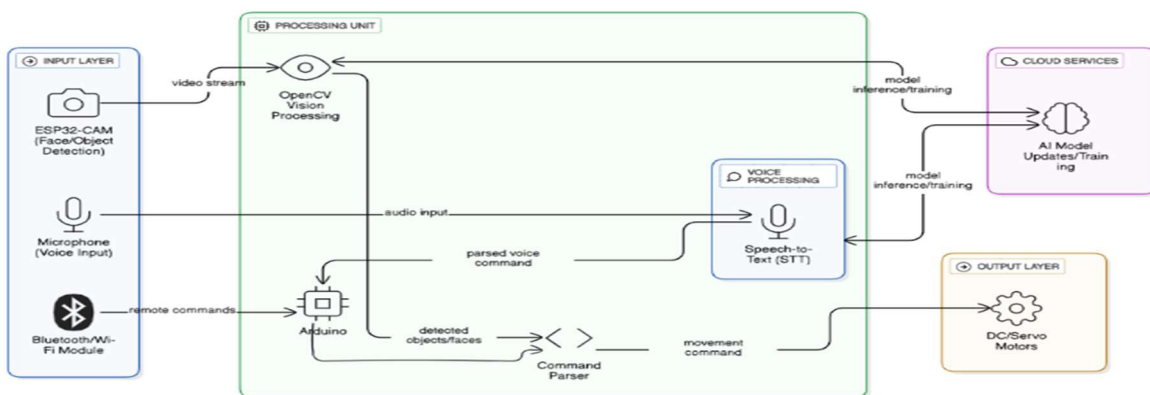 PROCESSING UNIT
INPUT LAYER
video stream
ESP32-CAM
(Face/Object
Detection)
OpenCV
Vision
Processing
model
inference/training
CLOUD SERVICES
AI Model
Updates/Train
ing
VOICE
PROCESSING
model
inference/training
Microphone
(Voice Input)
audio input
Speech-to-
Text (STT)
parsed voice
command
OUTPUT LAYER
Bluetooth/Wi-
Fi Module
remote commands
Arduino
detected
objects/faces
Command
Parser
movement
command
DC/Servo
Motors